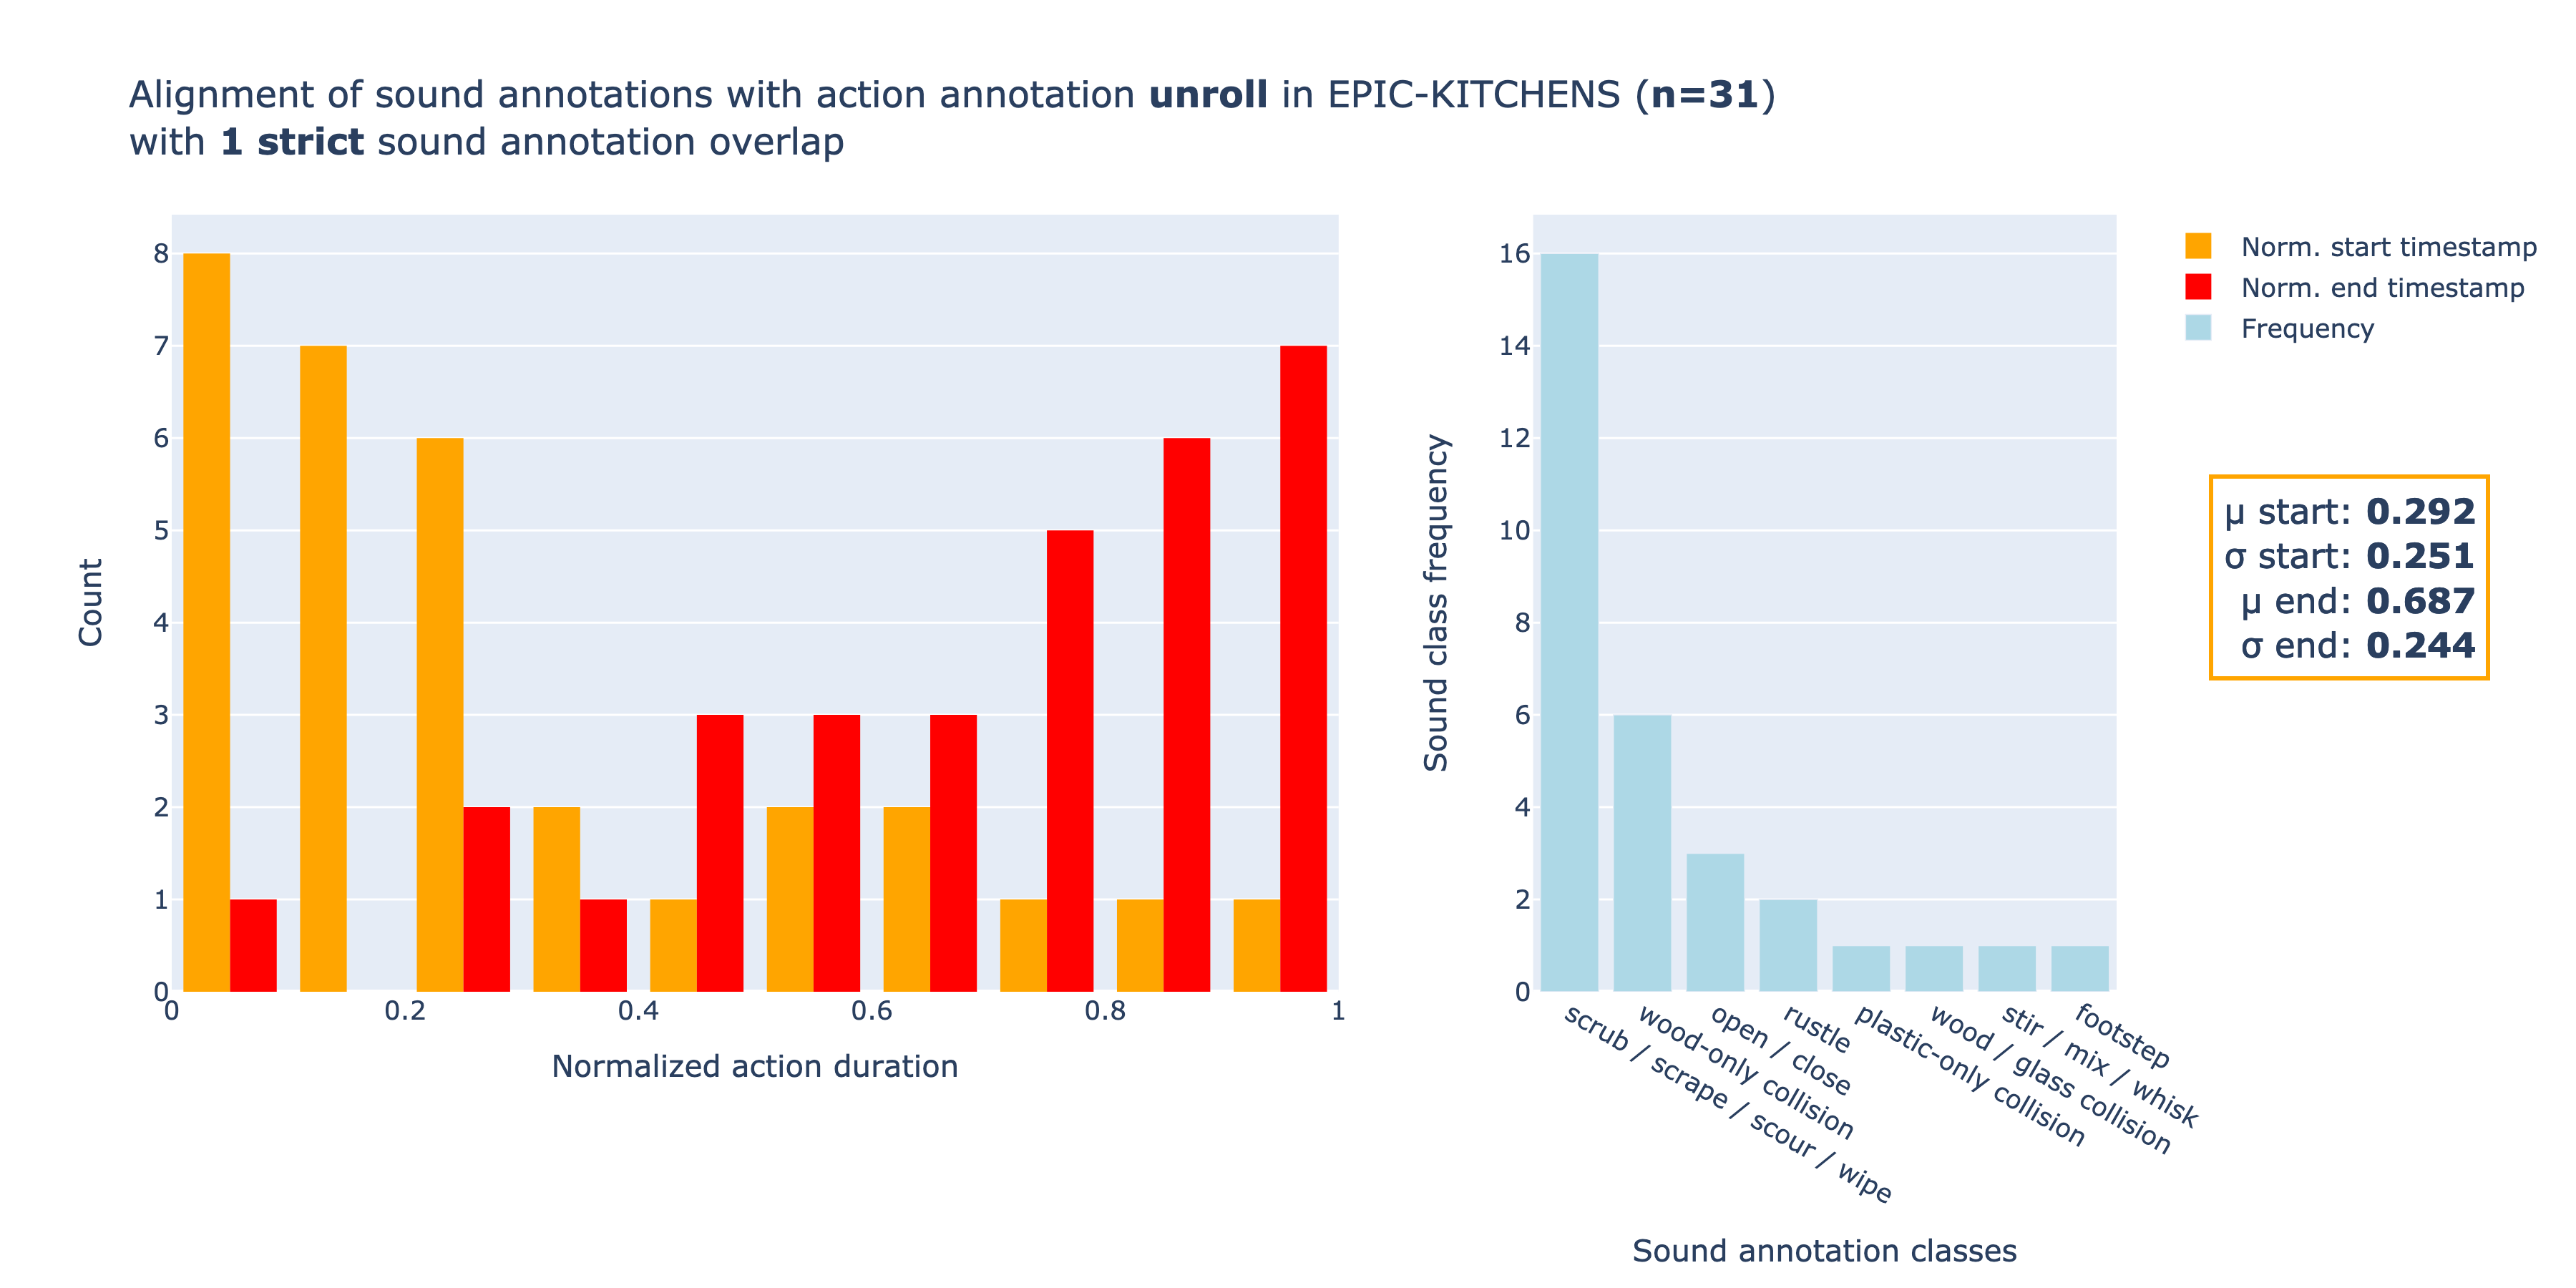 Alignment of sound annotations with action annotation unroll in EPIC-KITCHENS (n=31)
with 1 strict sound annotation overlap
8
7
6
5
4
3
2
1
0
Count
0
0.2
0.4
0.6
0.8
1
Normalized action duration
16
14
12
10
8
6
4
2
0
Sound class frequency
scrub / scrape / scour / wipe
wood-only collision
open / close
rustle
plastic-only collision
wood / glass collision
stir / mix / whisk
footstep
Sound annotation classes
Norm. start timestamp
Norm. end timestamp
Frequency
μ start: 0.292
σ start: 0.251
μ end: 0.687
σ end: 0.244